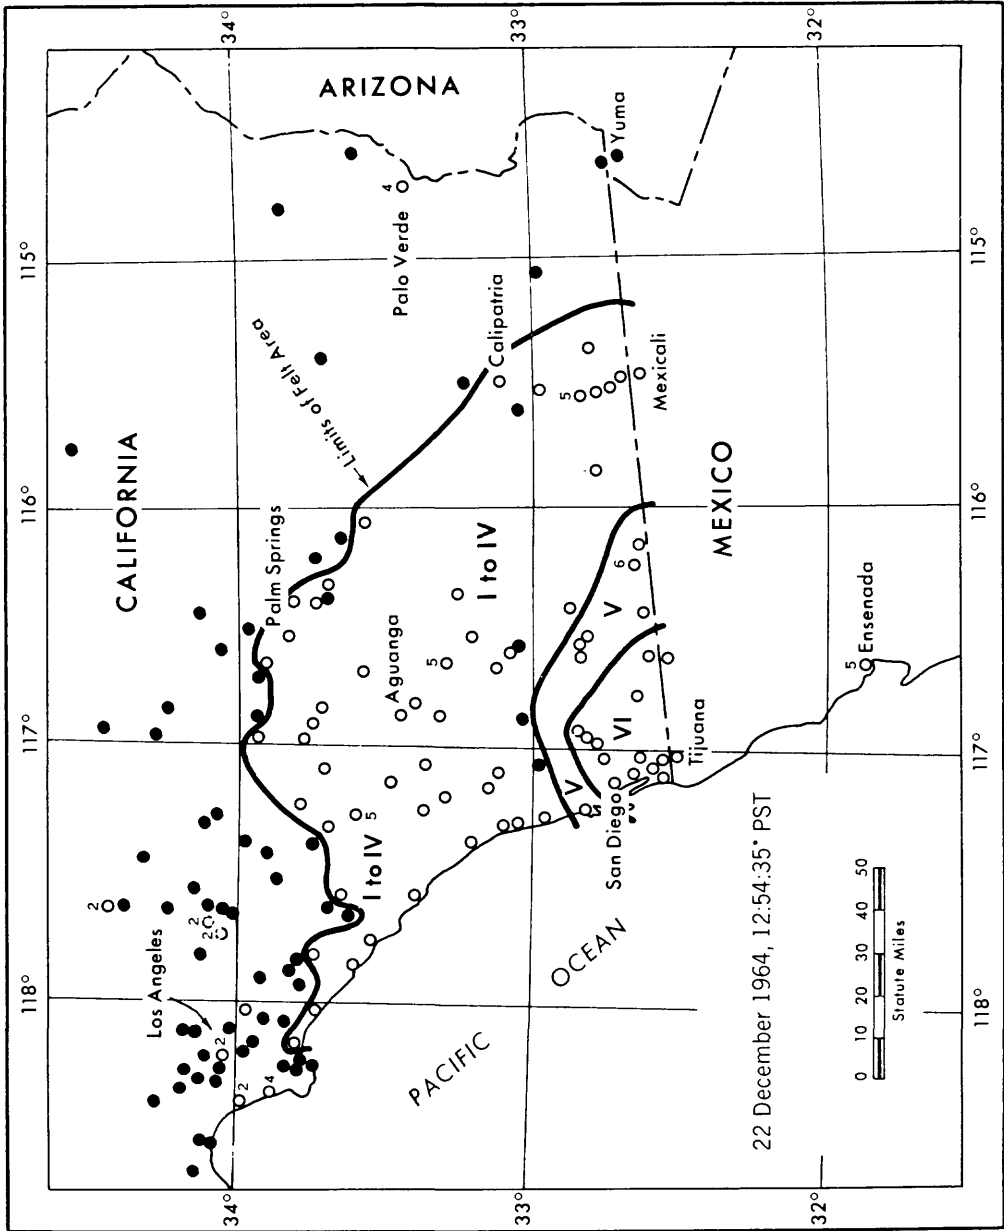 118°
117°
116°
115°
34°
34°
33°
33°
32°
32°
118°
117°
116°
115°
CALIFORNIA
ARIZONA
MEXICO
PACIFIC
OCEAN
Los Angeles
Palm Springs
Limits of Felt Area
Palo Verde
Calipatria
Yuma
Mexicali
Aguanga
San Diego
Tijuana
Ensenada
I to IV
I to IV
V
V
VI
2
2
2
2
2
4
5
5
5
6
4
5
22 December 1964, 12:54:35* PST
0 10 20 30 40 50
Statute Miles